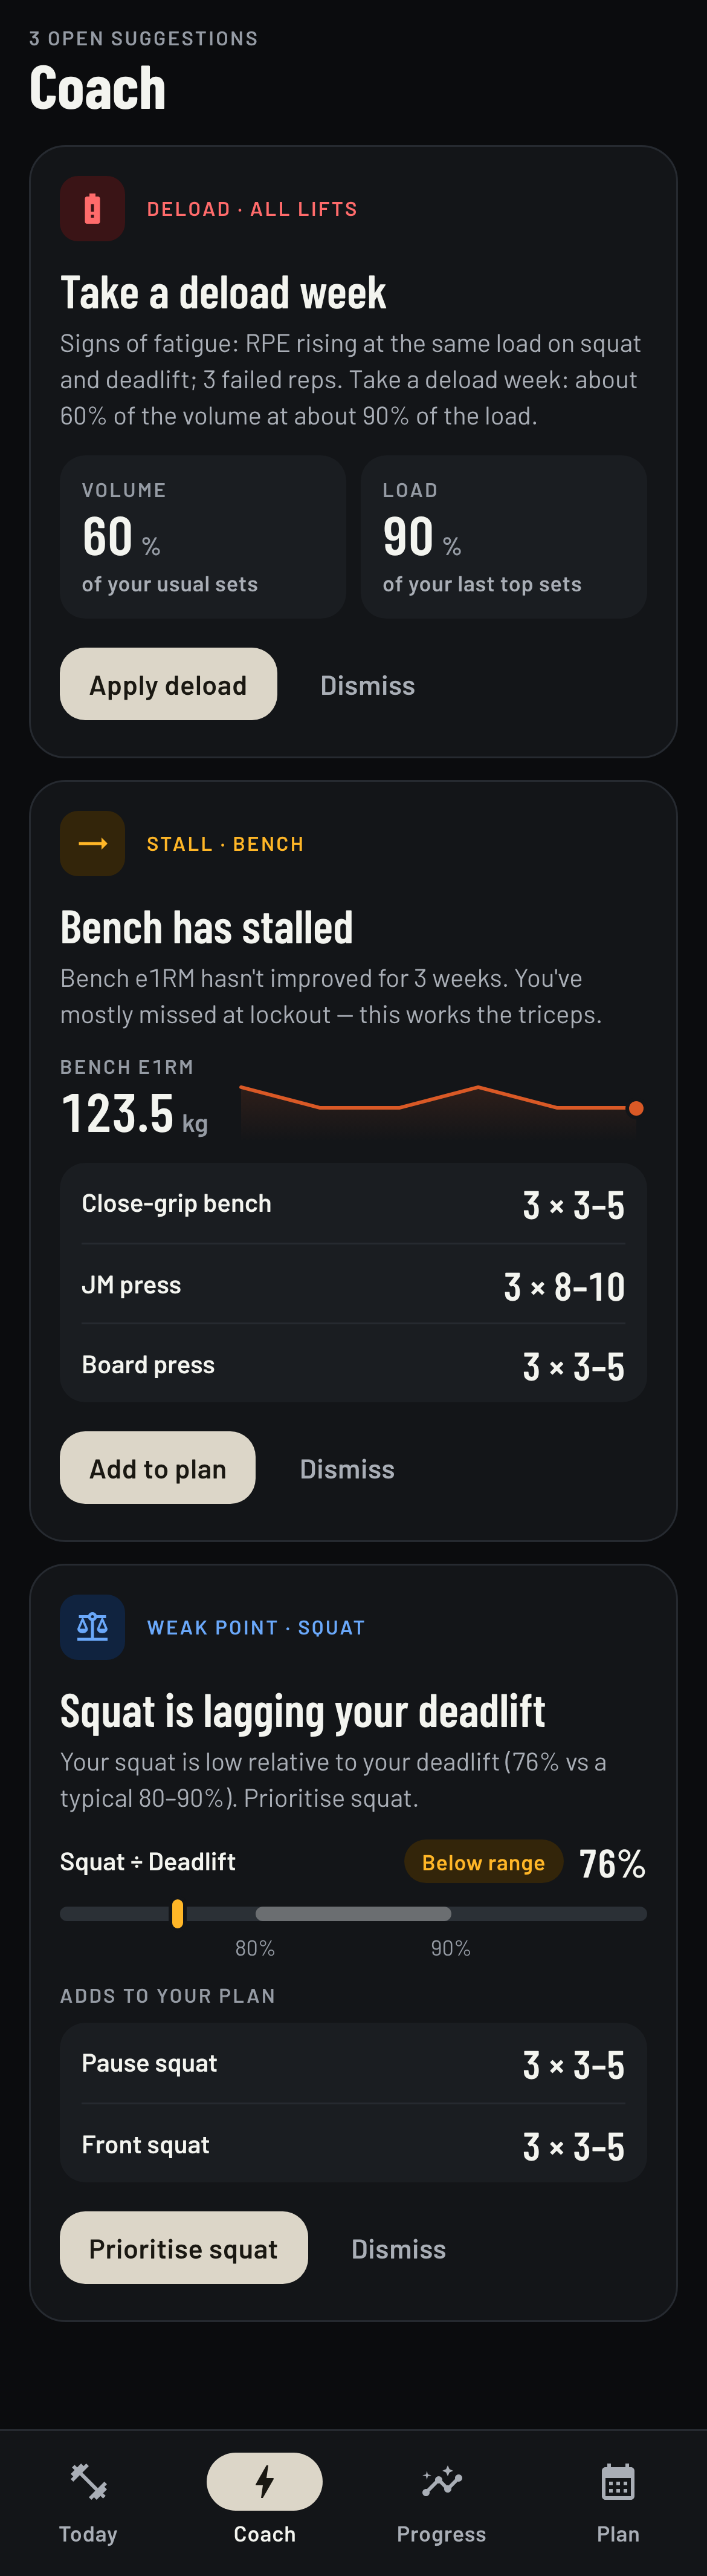 3 OPEN SUGGESTIONS
Coach
DELOAD · ALL LIFTS
Take a deload week
Signs of fatigue: RPE rising at the same load on squat
and deadlift; 3 failed reps. Take a deload week: about
60% of the volume at about 90% of the load.
VOLUME
60 %
of your usual sets
LOAD
90 %
of your last top sets
Apply deload
Dismiss
STALL · BENCH
Bench has stalled
Bench e1RM hasn't improved for 3 weeks. You've
mostly missed at lockout — this works the triceps.
BENCH E1RM
123.5 kg
Close-grip bench 3 × 3–5
JM press 3 × 8–10
Board press 3 × 3–5
Add to plan
Dismiss
WEAK POINT · SQUAT
Squat is lagging your deadlift
Your squat is low relative to your deadlift (76% vs a
typical 80–90%). Prioritise squat.
Squat ÷ Deadlift Below range 76%
80% 90%
ADDS TO YOUR PLAN
Pause squat 3 × 3–5
Front squat 3 × 3–5
Prioritise squat
Dismiss
Today Coach Progress Plan